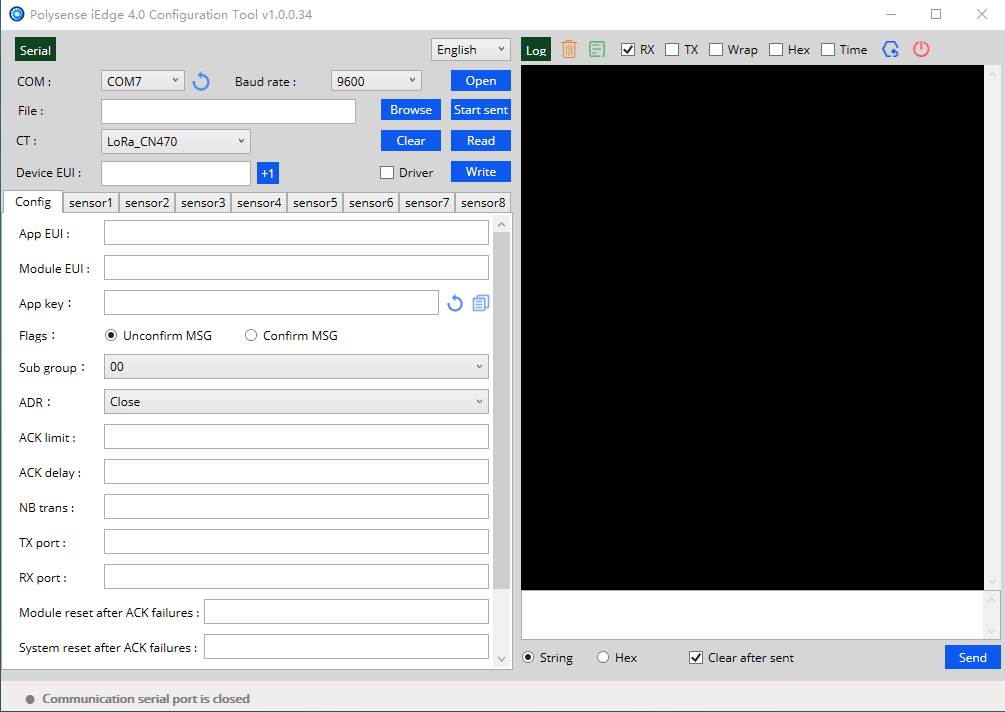 Polysense iEdge 4.0 Configuration Tool v1.0.0.34
Serial
English
COM :
COM7
Baud rate :
9600
Open
File :
Browse
Start sent
CT :
LoRa_CN470
Clear
Read
Device EUI :
+1
Driver
Write
Config
sensor1
sensor2
sensor3
sensor4
sensor5
sensor6
sensor7
sensor8
App EUI :
Module EUI :
App key :
Flags :
Unconfirm MSG
Confirm MSG
Sub group :
00
ADR :
Close
ACK limit :
ACK delay :
NB trans :
TX port :
RX port :
Module reset after ACK failures :
System reset after ACK failures :
Log
RX
TX
Wrap
Hex
Time
String
Hex
Clear after sent
Send
Communication serial port is closed